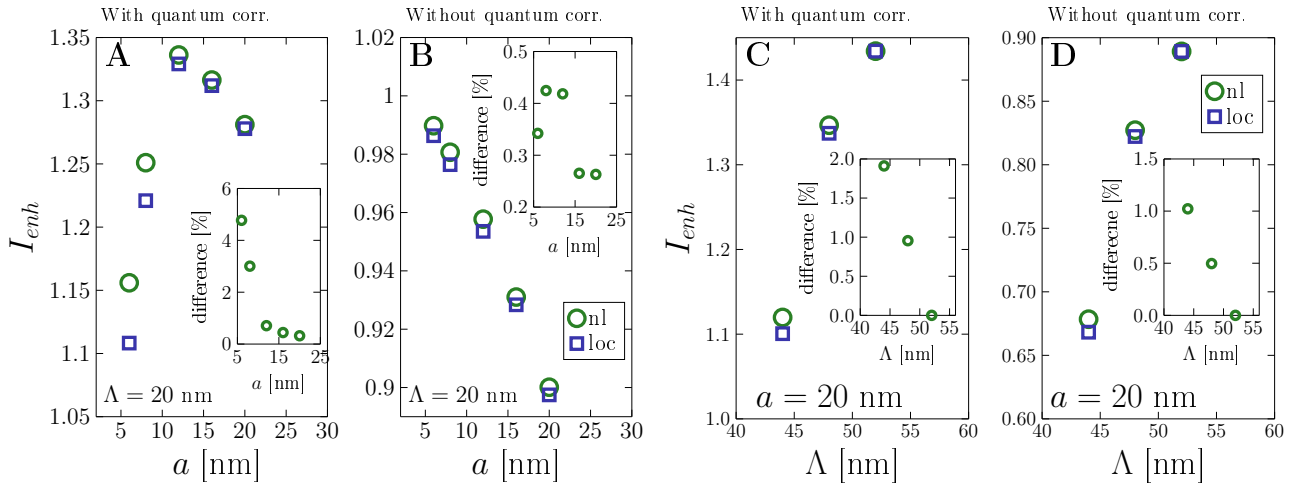 With quantum corr.
A
I_enh
1.35
1.3
1.25
1.2
1.15
1.1
1.05
5 10 15 20 25 30
a [nm]
Λ = 20 nm
difference [%]
6
4
2
0
5 15 25
a [nm]
Without quantum corr.
B
1.02
1
0.98
0.96
0.94
0.92
0.9
5 10 15 20 25 30
a [nm]
Λ = 20 nm
difference [%]
0.5
0.4
0.3
0.2
5 15 25
a [nm]
nl
loc
With quantum corr.
C
I_enh
1.4
1.3
1.2
1.1
1.0
40 45 50 55 60
Λ [nm]
a = 20 nm
difference [%]
2.0
1.5
1.0
0.5
0.0
40 45 50 55
Λ [nm]
Without quantum corr.
D
0.90
0.85
0.80
0.75
0.70
0.65
0.60
40 45 50 55 60
Λ [nm]
a = 20 nm
differecne [%]
1.5
1.0
0.5
0.0
40 45 50 55
Λ [nm]
nl
loc